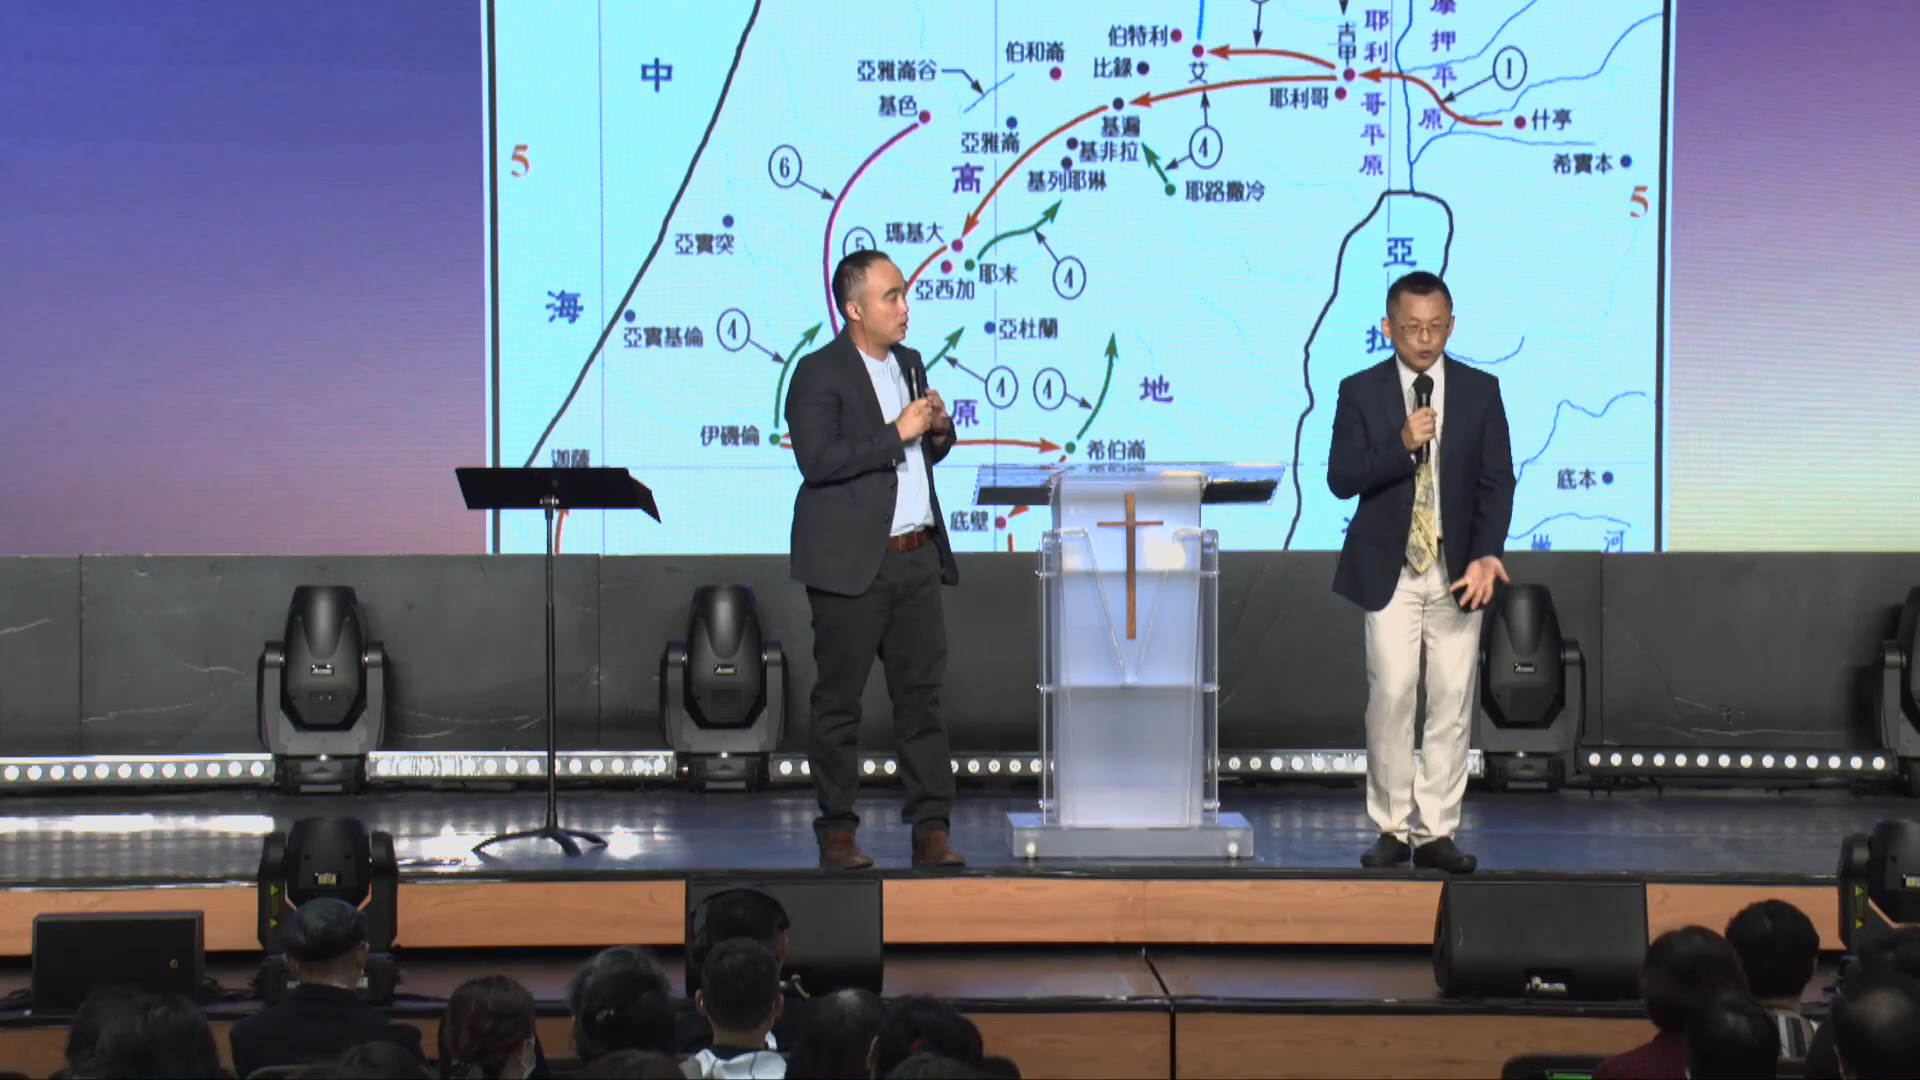 中
海
伯和崙
亞雅崙谷
基色
伯特利
比錄
艾
吉甲
耶利哥平原
摩押平原
1
什亭
耶利哥
4
基遍
亞雅崙
基非拉
基列耶琳
高
原
地
耶路撒冷
希實本
5
5
6
亞實突
5
瑪基大
亞西加
耶末
4
亞杜蘭
亞實基倫
4
4
4
亞
拉
伊磯倫
希伯崙
迦薩
底壁
底本
河